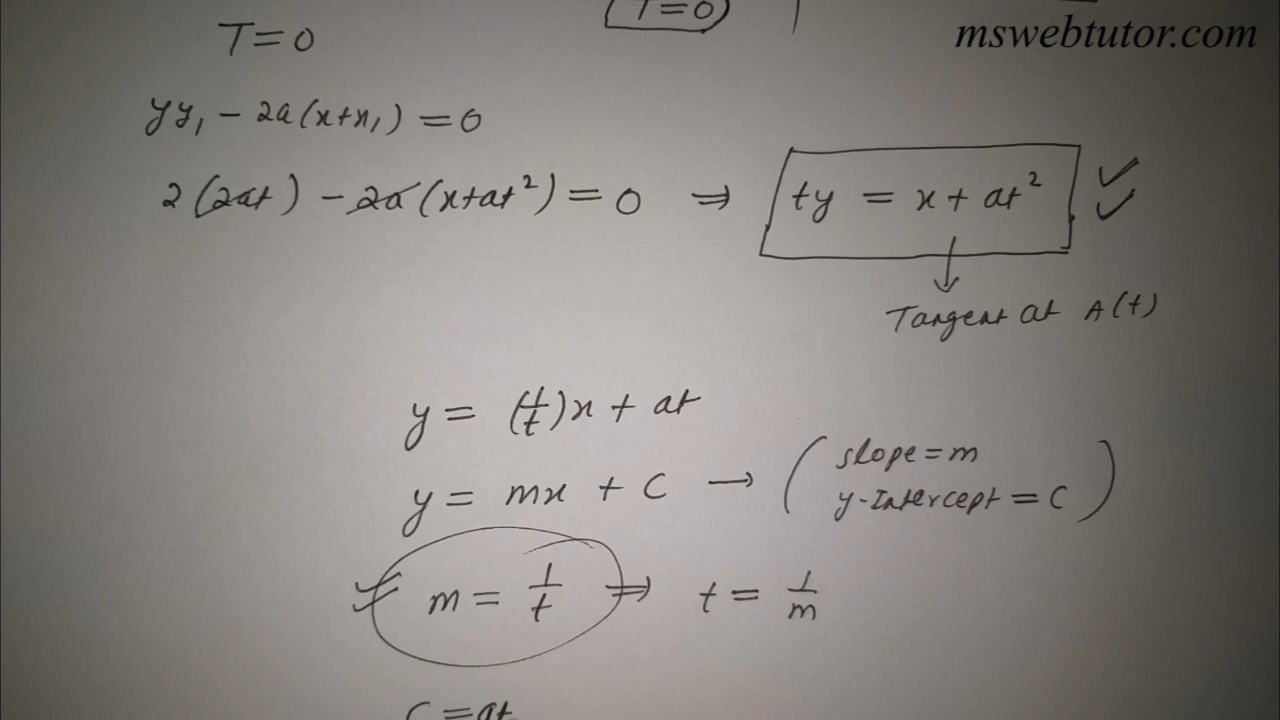 (T=0)
mswebtutor.com
T=0
yy₁ - 2a(x+x₁) = 0
2(2at) - 2a(x+at²) = 0 ⇒ ty = x + at²
↓
Tangent at A(t)
y = (1/t)x + at
y = mx + C → (slope = m
y-Intercept = C)
m = 1/t ⇒ t = 1/m
C = at